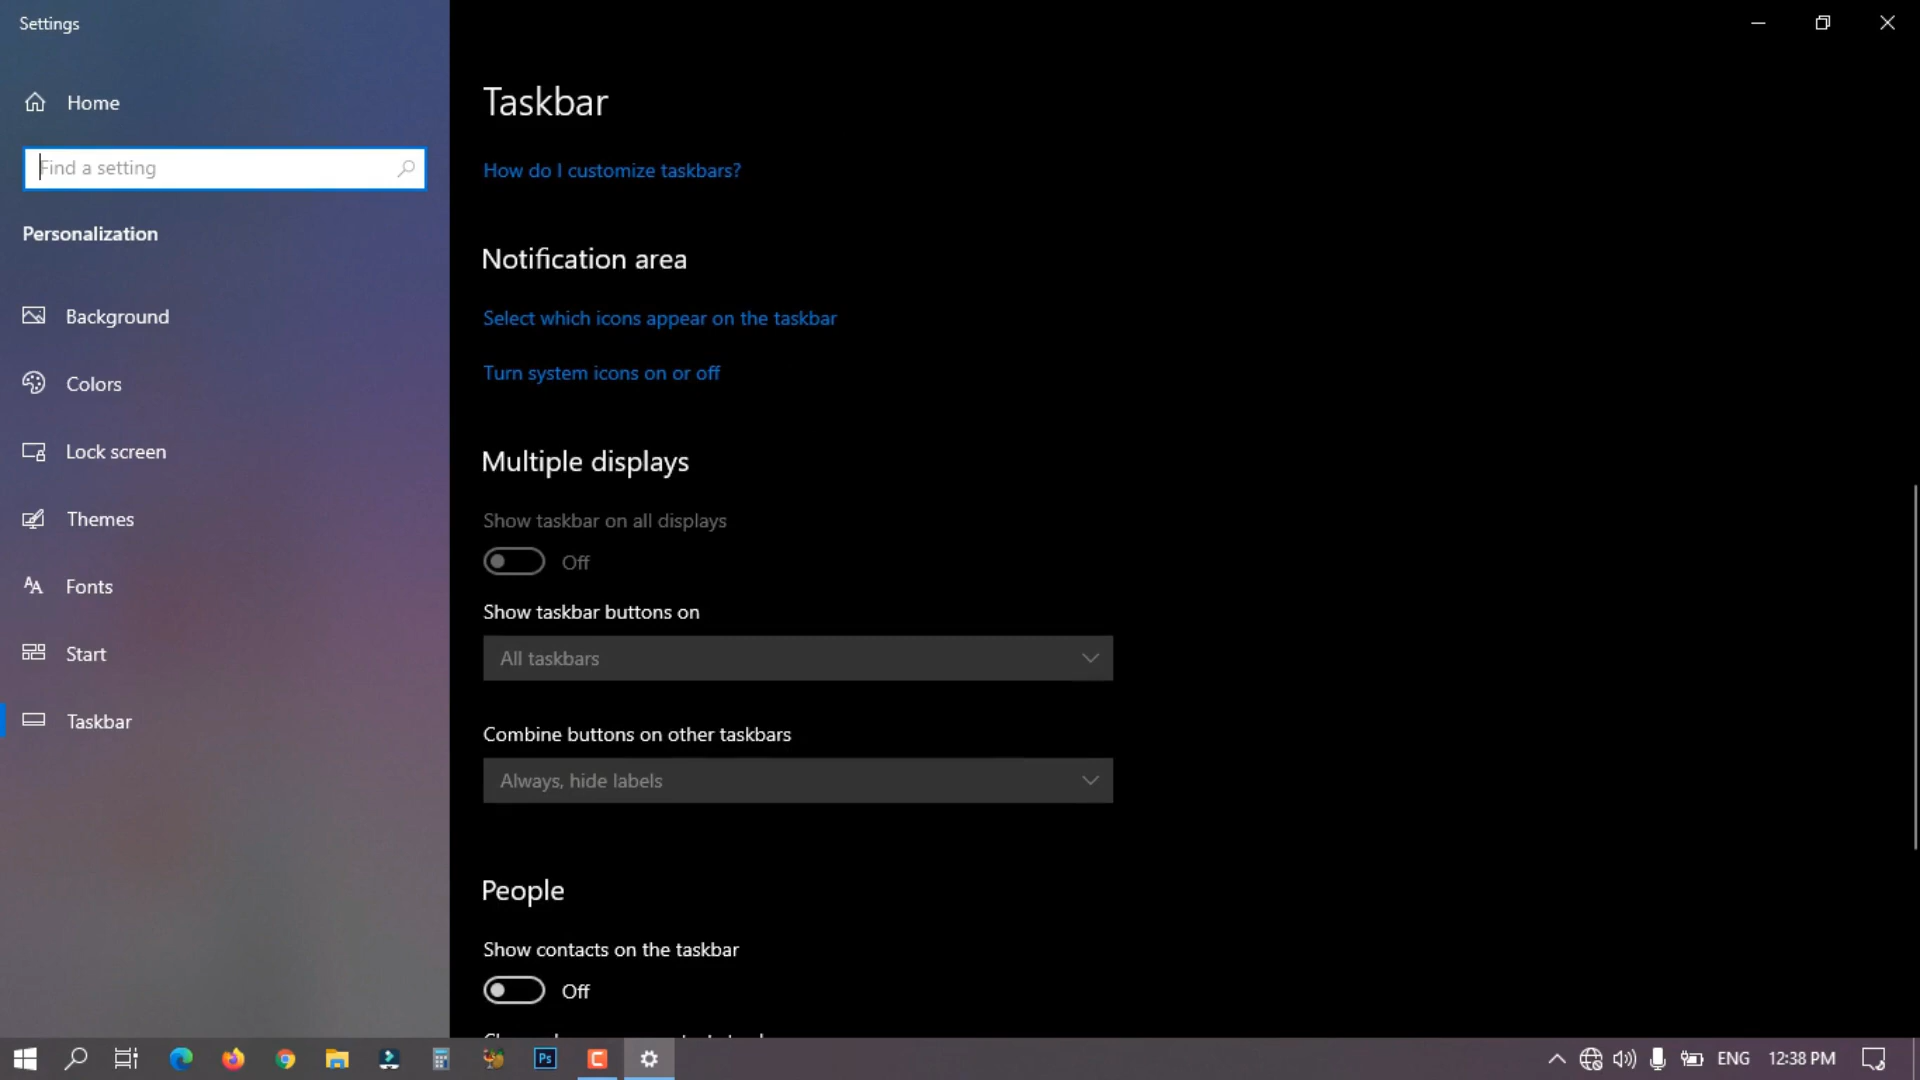 Settings
Home
Find a setting
Personalization
Background
Colors
Lock screen
Themes
Fonts
Start
Taskbar
Taskbar
How do I customize taskbars?
Notification area
Select which icons appear on the taskbar
Turn system icons on or off
Multiple displays
Show taskbar on all displays
Off
Show taskbar buttons on
All taskbars
Combine buttons on other taskbars
Always, hide labels
People
Show contacts on the taskbar
Off
Ps
C
ENG
12:38 PM